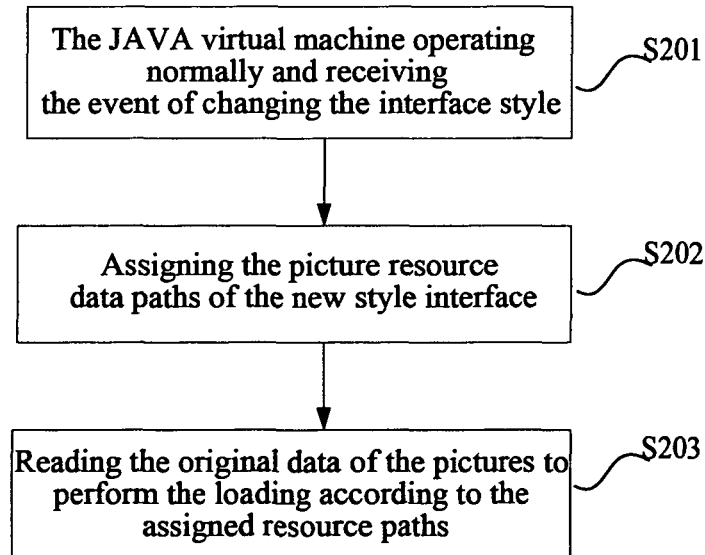 The JAVA virtual machine operating
normally and receiving
the event of changing the interface style
S201
Assigning the picture resource
data paths of the new style interface
S202
Reading the original data of the pictures to
perform the loading according to the
assigned resource paths
S203